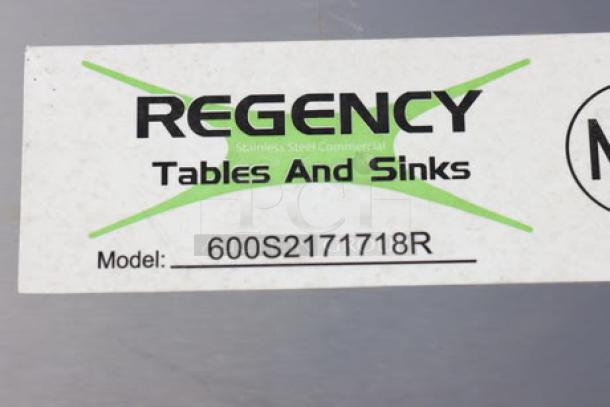 REGENCY
Stainless Steel Commercial
Tables And Sinks
Model: 600S2171718R